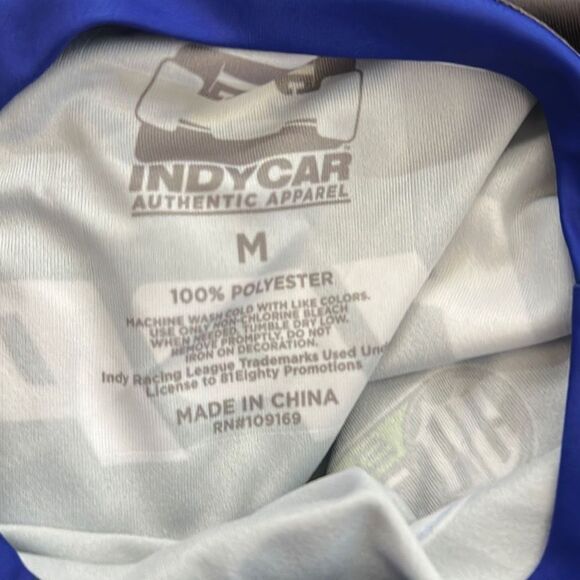 INDYCAR
AUTHENTIC APPAREL
M
100% POLYESTER
MACHINE WASH COLD WITH LIKE COLORS.
USE ONLY NON-CHLORINE BLEACH
WHEN NEEDED, TUMBLE DRY LOW.
REMOVE PROMPTLY, DO NOT
IRON ON DECORATION.
Indy Racing League Trademarks Used Und
License to 81Eighty Promotions
MADE IN CHINA
RN#109169